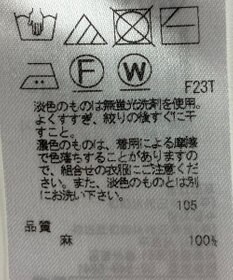 F
W
F23T
淡色のものは無蛍光洗剤を使用。
よくすすぎ、絞りの後すぐに干
すこと。
濃色のものは、着用による摩擦
で色落ちすることがありますの
で、組合せの衣服にご注意くだ
さい。また、淡色のものとは別
にお洗い下さい。
105
品質
麻 100%